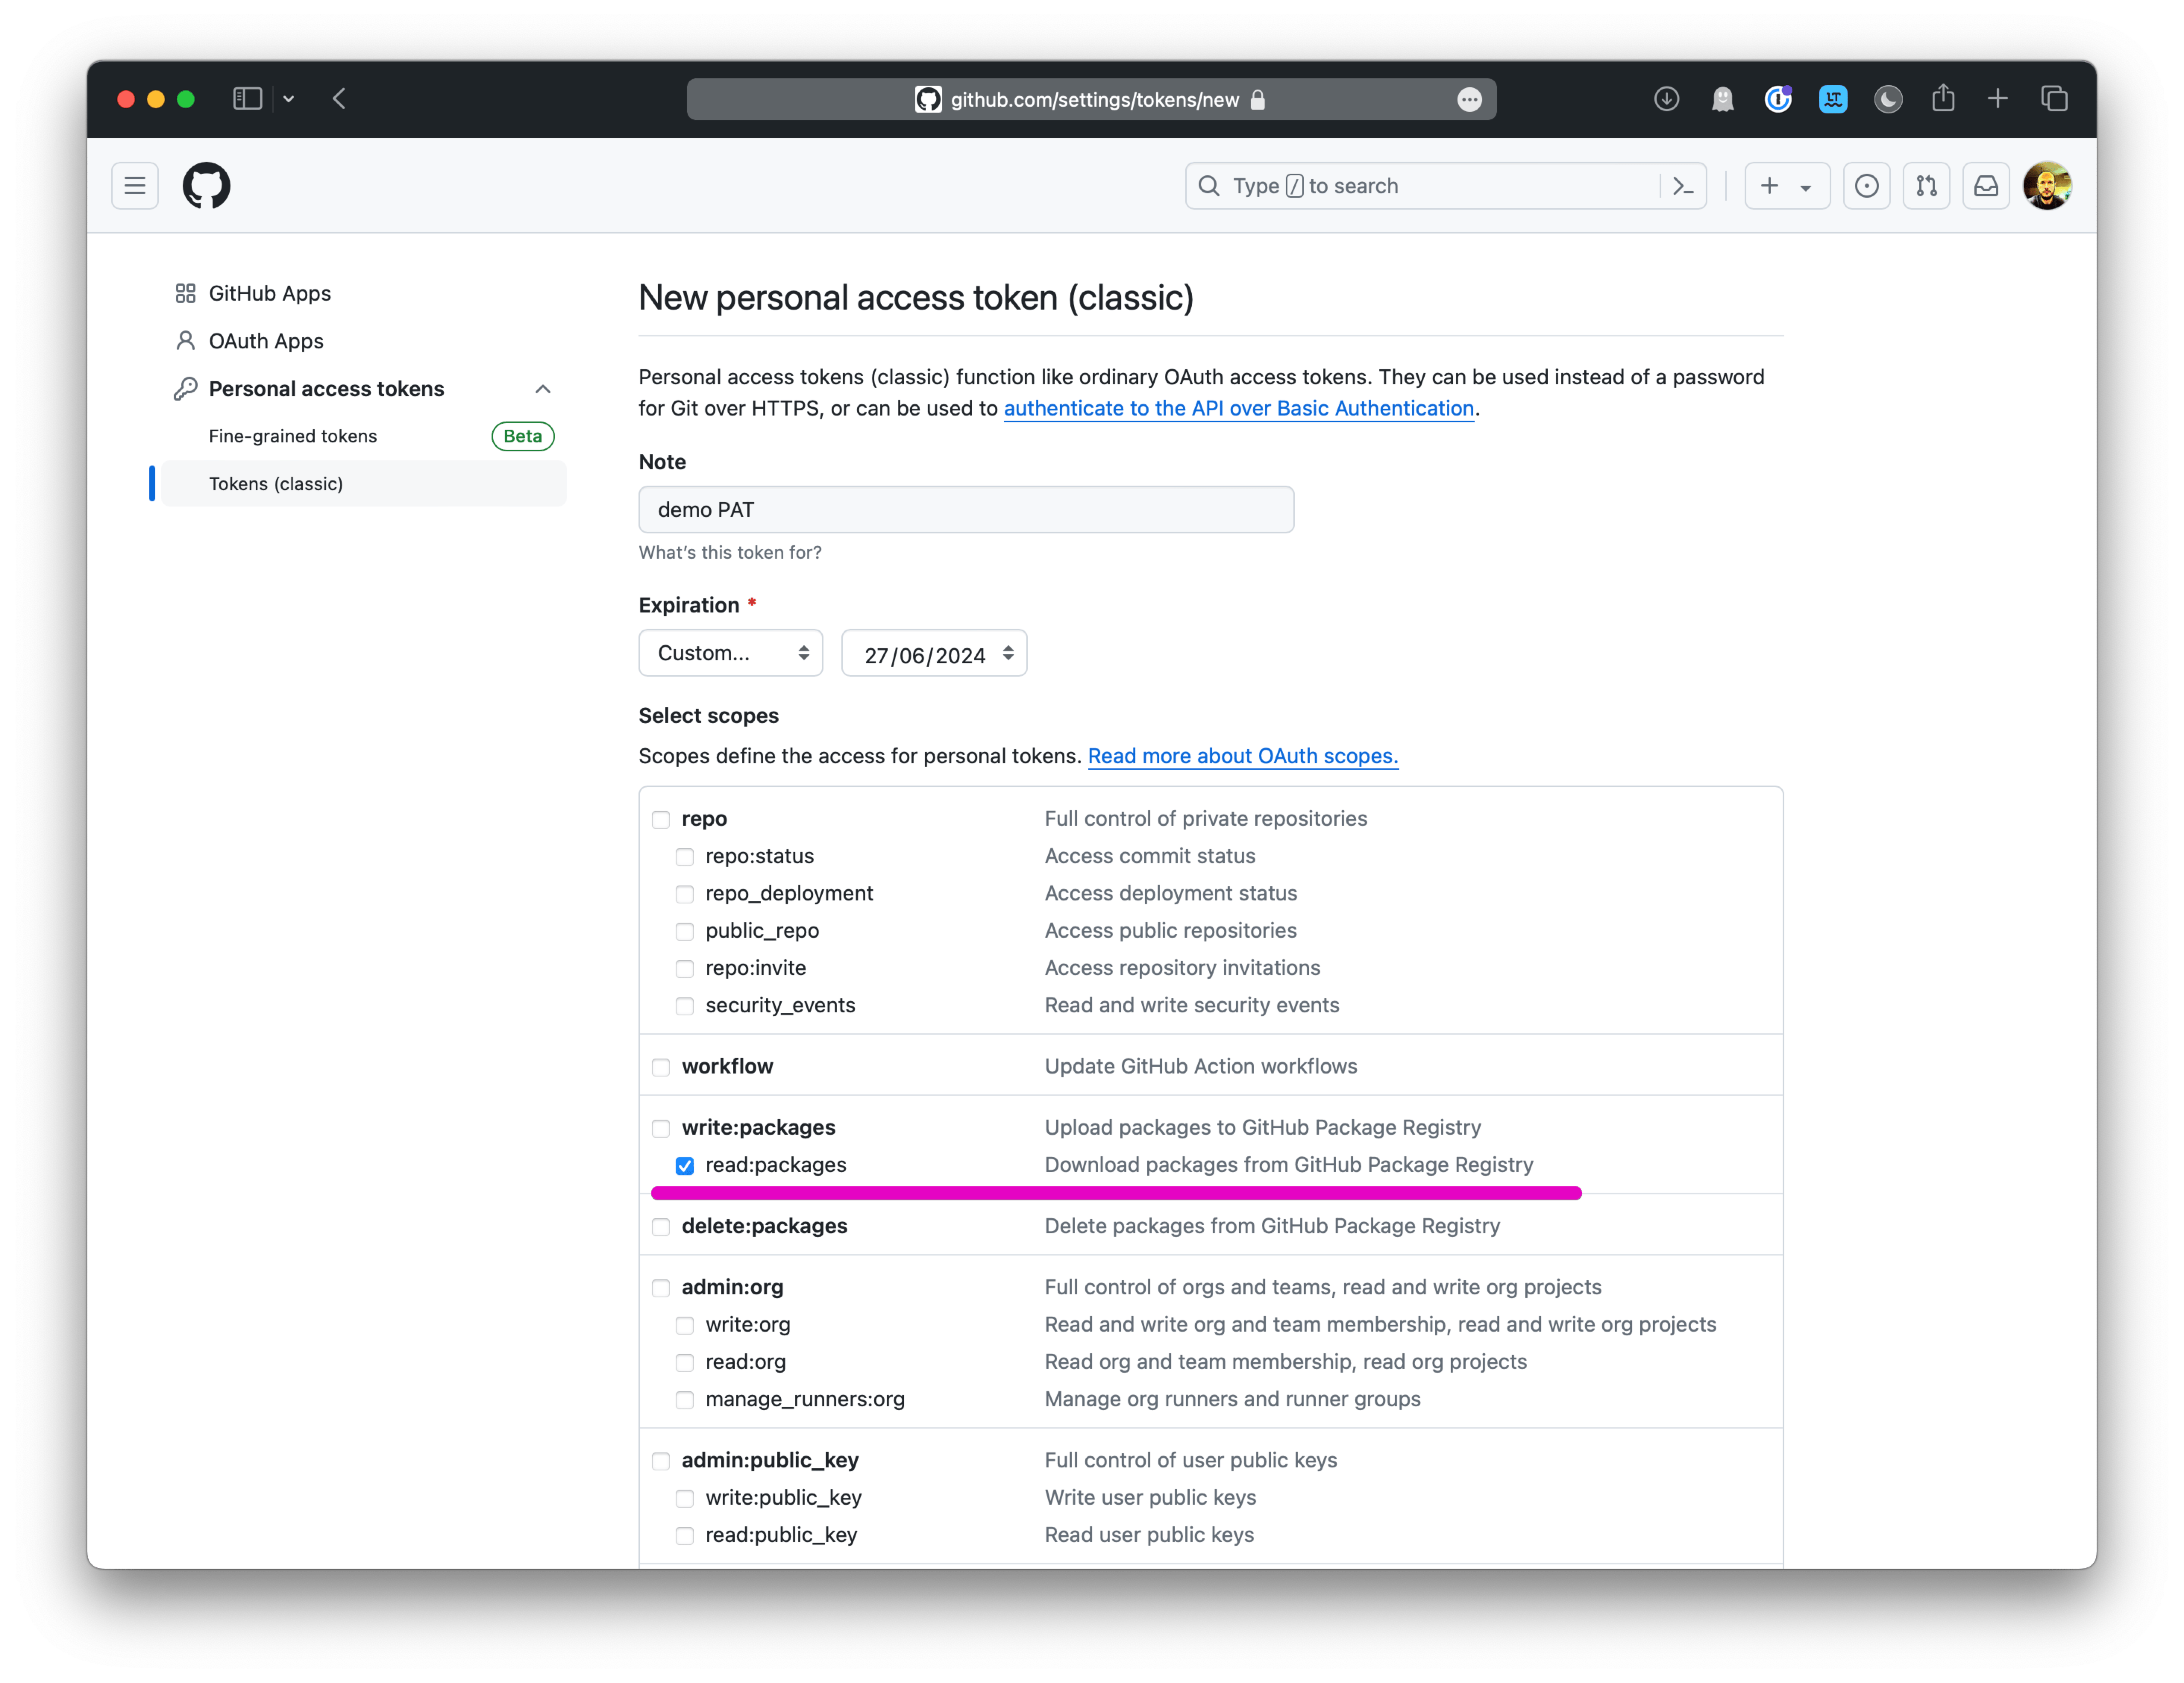 github.com/settings/tokens/new
Type / to search
GitHub Apps
OAuth Apps
Personal access tokens
Fine-grained tokens Beta
Tokens (classic)
New personal access token (classic)
Personal access tokens (classic) function like ordinary OAuth access tokens. They can be used instead of a password
for Git over HTTPS, or can be used to authenticate to the API over Basic Authentication.
Note
demo PAT
What's this token for?
Expiration *
Custom... 27/06/2024
Select scopes
Scopes define the access for personal tokens. Read more about OAuth scopes.
repo Full control of private repositories
repo:status Access commit status
repo_deployment Access deployment status
public_repo Access public repositories
repo:invite Access repository invitations
security_events Read and write security events
workflow Update GitHub Action workflows
write:packages Upload packages to GitHub Package Registry
read:packages Download packages from GitHub Package Registry
delete:packages Delete packages from GitHub Package Registry
admin:org Full control of orgs and teams, read and write org projects
write:org Read and write org and team membership, read and write org projects
read:org Read org and team membership, read org projects
manage_runners:org Manage org runners and runner groups
admin:public_key Full control of user public keys
write:public_key Write user public keys
read:public_key Read user public keys